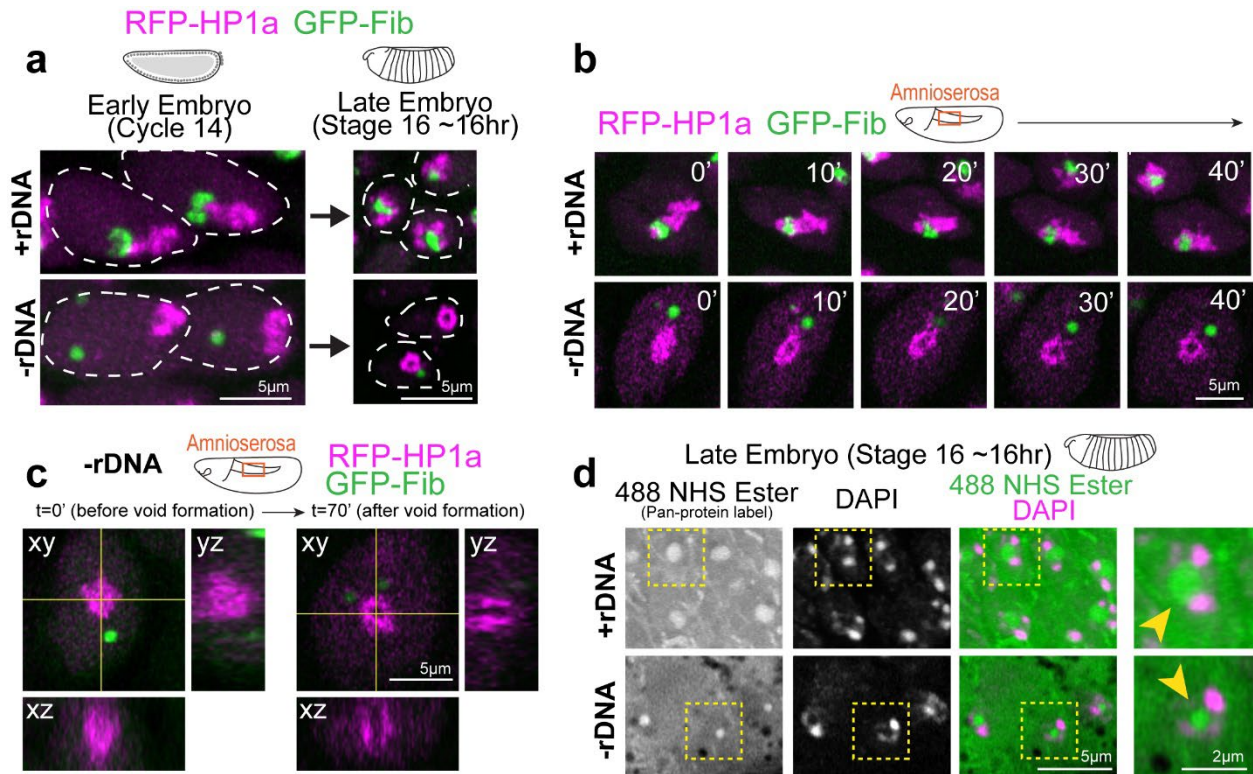 RFP-HP1a GFP-Fib
a
Early Embryo
(Cycle 14)
Late Embryo
(Stage 16 ~16hr)
+rDNA
-rDNA
5µm
5µm
b
Amnioserosa
RFP-HP1a GFP-Fib
+rDNA
0’
10’
20’
30’
40’
-rDNA
0’
10’
20’
30’
40’
5µm
c
-rDNA
Amnioserosa
RFP-HP1a
GFP-Fib
t=0’ (before void formation)
t=70’ (after void formation)
xy
yz
xz
xy
yz
5µm
xz
d
Late Embryo (Stage 16 ~16hr)
488 NHS Ester
(Pan-protein label)
DAPI
488 NHS Ester
DAPI
+rDNA
-rDNA
5µm
2µm